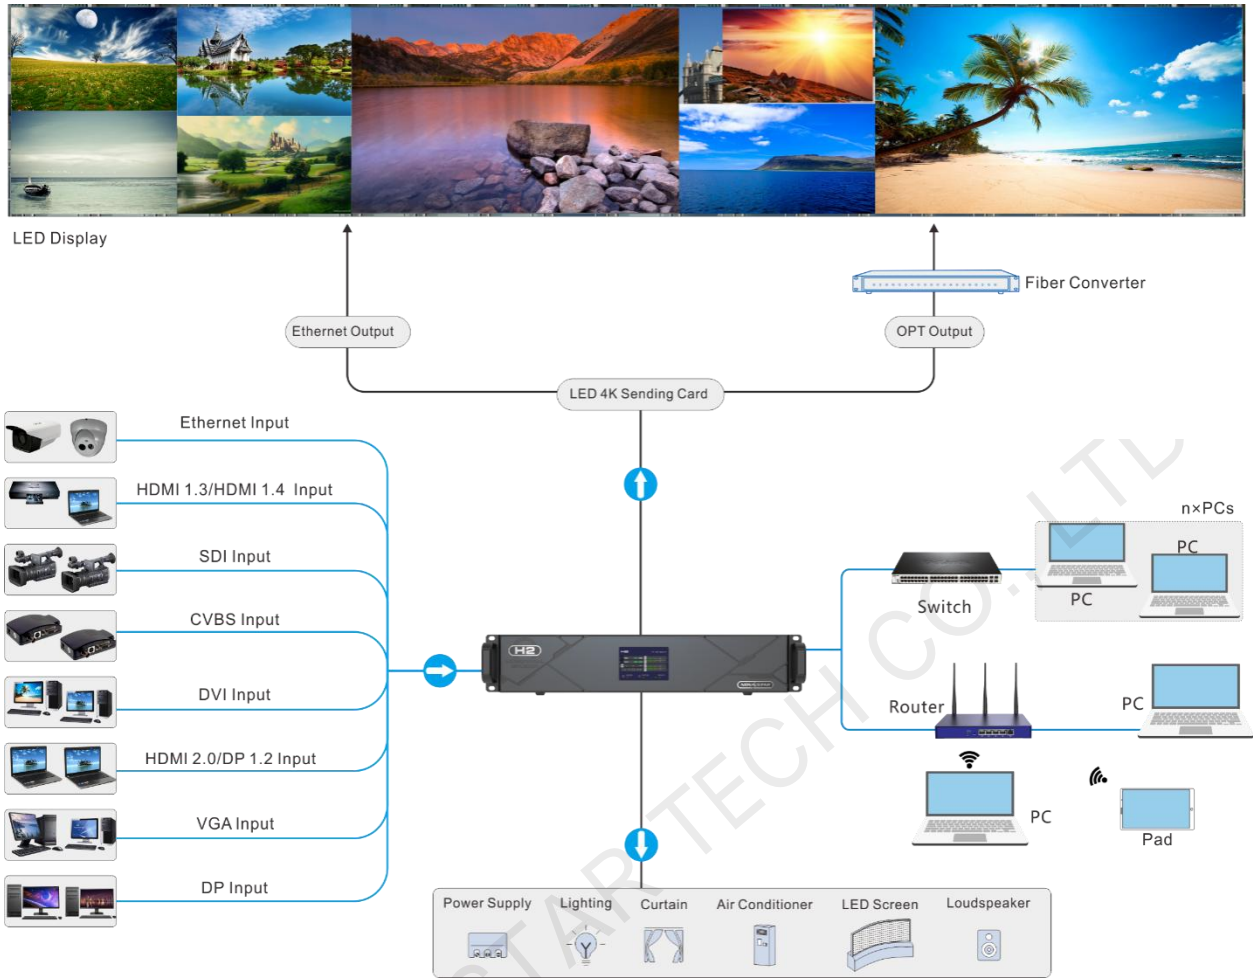 LED Display
Fiber Converter
Ethernet Output
OPT Output
LED 4K Sending Card
Ethernet Input
HDMI 1.3/HDMI 1.4 Input
SDI Input
CVBS Input
DVI Input
HDMI 2.0/DP 1.2 Input
VGA Input
DP Input
H2
n×PCs
PC
PC
Switch
Router
PC
PC
Pad
Power Supply
Lighting
Curtain
Air Conditioner
LED Screen
Loudspeaker
STAR TECH CO.,LTD